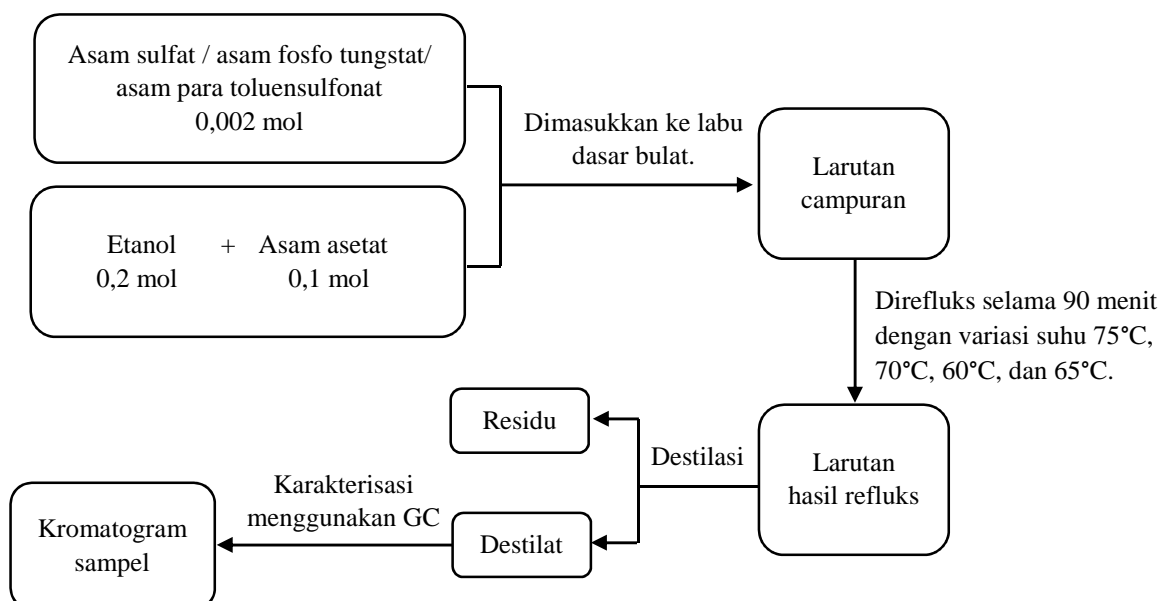 Asam sulfat / asam fosfo tungstat/
asam para toluensulfonat
0,002 mol
Etanol + Asam asetat
0,2 mol 0,1 mol
Dimasukkan ke labu
dasar bulat.
Larutan
campuran
Direfluks selama 90 menit
dengan variasi suhu 75°C,
70°C, 60°C, dan 65°C.
Larutan
hasil refluks
Destilasi
Residu
Destilat
Karakterisasi
menggunakan GC
Kromatogram
sampel